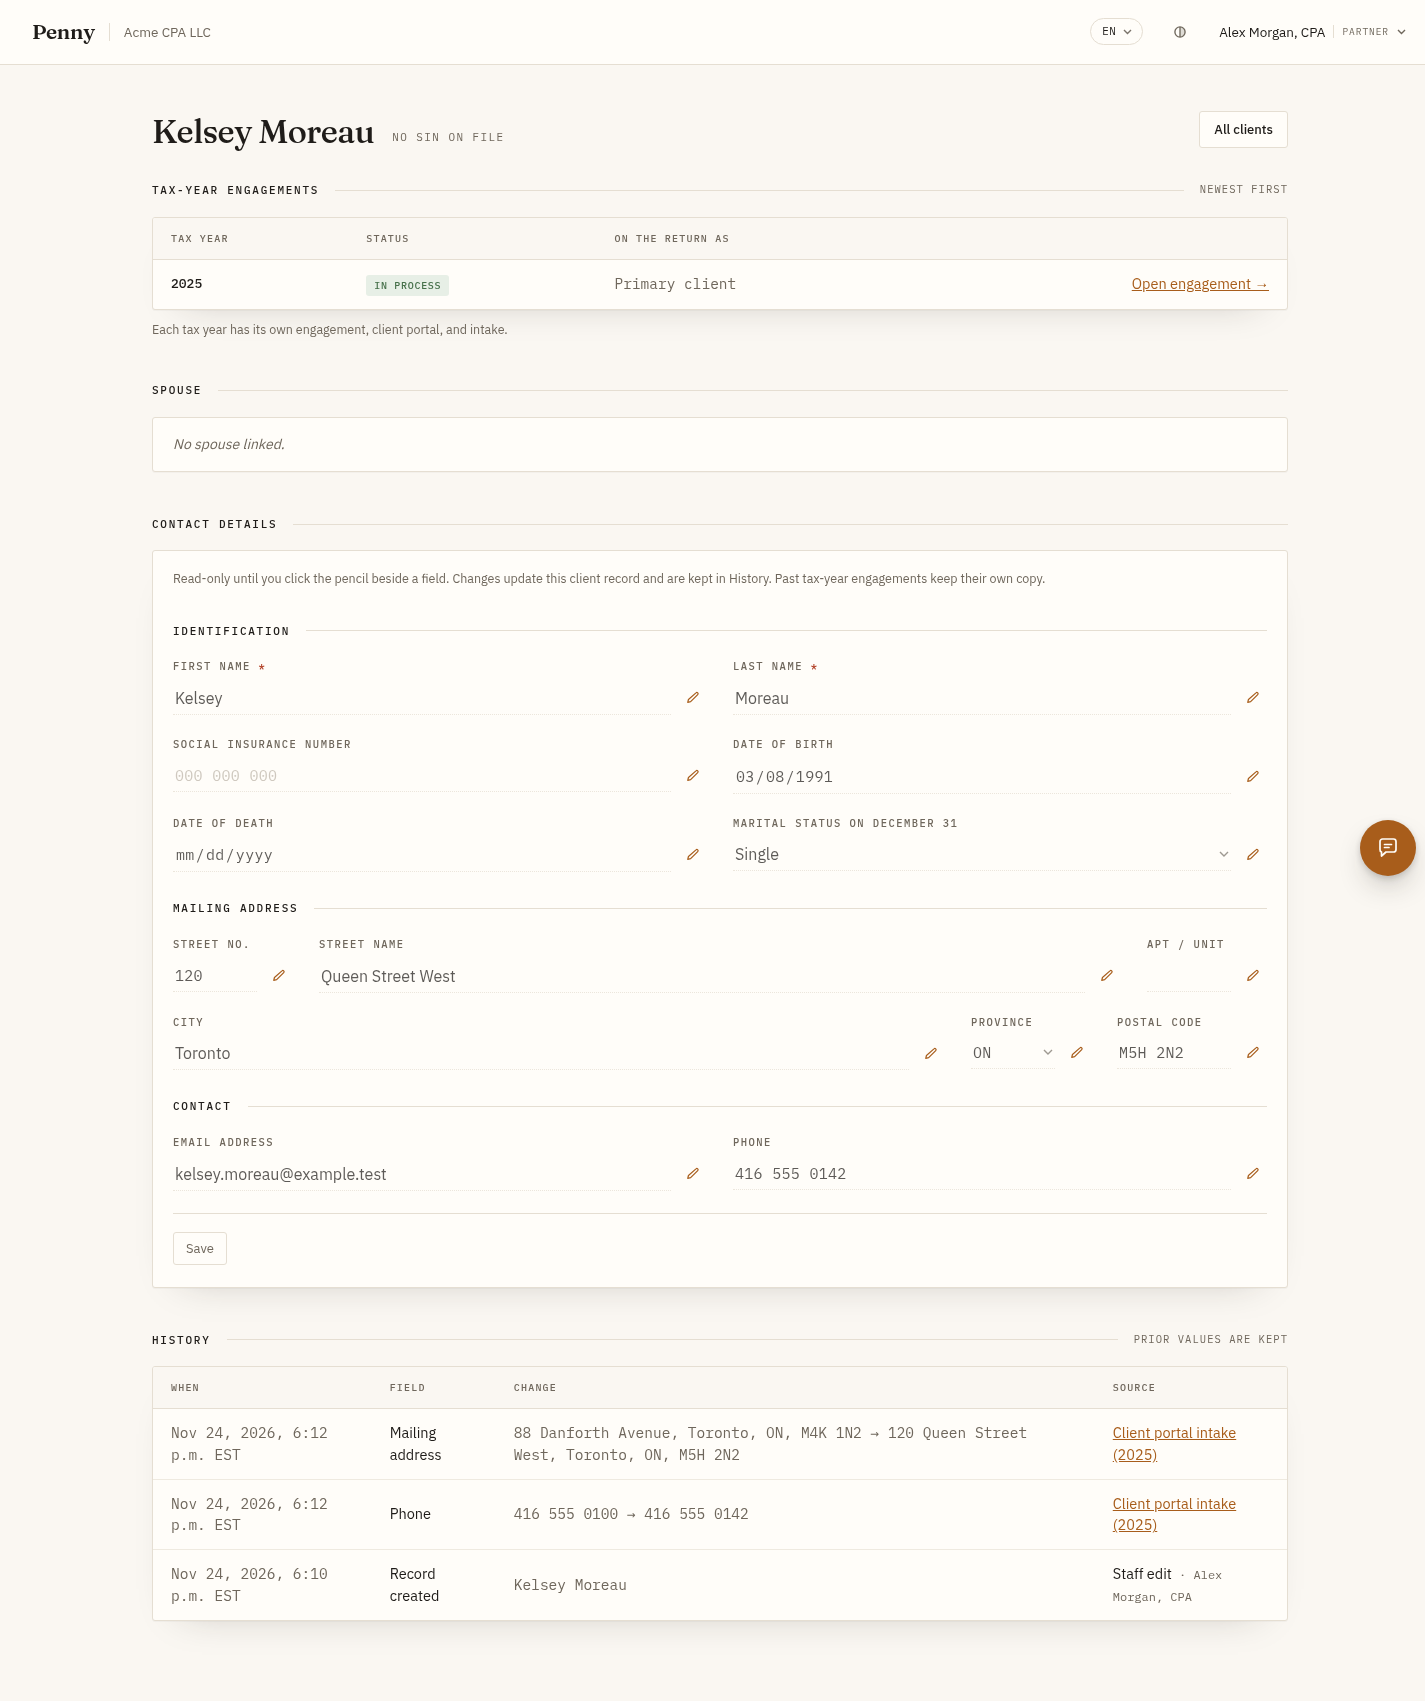 Penny
Acme CPA LLC
EN
Alex Morgan, CPA
PARTNER
Kelsey Moreau
NO SIN ON FILE
All clients
TAX-YEAR ENGAGEMENTS
NEWEST FIRST
TAX YEAR
STATUS
ON THE RETURN AS
2025
IN PROCESS
Primary client
Open engagement →
Each tax year has its own engagement, client portal, and intake.
SPOUSE
No spouse linked.
CONTACT DETAILS
Read-only until you click the pencil beside a field. Changes update this client record and are kept in History. Past tax-year engagements keep their own copy.
IDENTIFICATION
FIRST NAME *
LAST NAME *
Kelsey
Moreau
SOCIAL INSURANCE NUMBER
DATE OF BIRTH
000 000 000
03/08/1991
DATE OF DEATH
MARITAL STATUS ON DECEMBER 31
mm/dd/yyyy
Single
MAILING ADDRESS
STREET NO.
STREET NAME
APT / UNIT
120
Queen Street West
CITY
PROVINCE
POSTAL CODE
Toronto
ON
M5H 2N2
CONTACT
EMAIL ADDRESS
PHONE
kelsey.moreau@example.test
416 555 0142
Save
HISTORY
PRIOR VALUES ARE KEPT
WHEN
FIELD
CHANGE
SOURCE
Nov 24, 2026, 6:12
p.m. EST
Mailing
address
88 Danforth Avenue, Toronto, ON, M4K 1N2 → 120 Queen Street
West, Toronto, ON, M5H 2N2
Client portal intake
(2025)
Nov 24, 2026, 6:12
p.m. EST
Phone
416 555 0100 → 416 555 0142
Client portal intake
(2025)
Nov 24, 2026, 6:10
p.m. EST
Record
created
Kelsey Moreau
Staff edit · Alex
Morgan, CPA